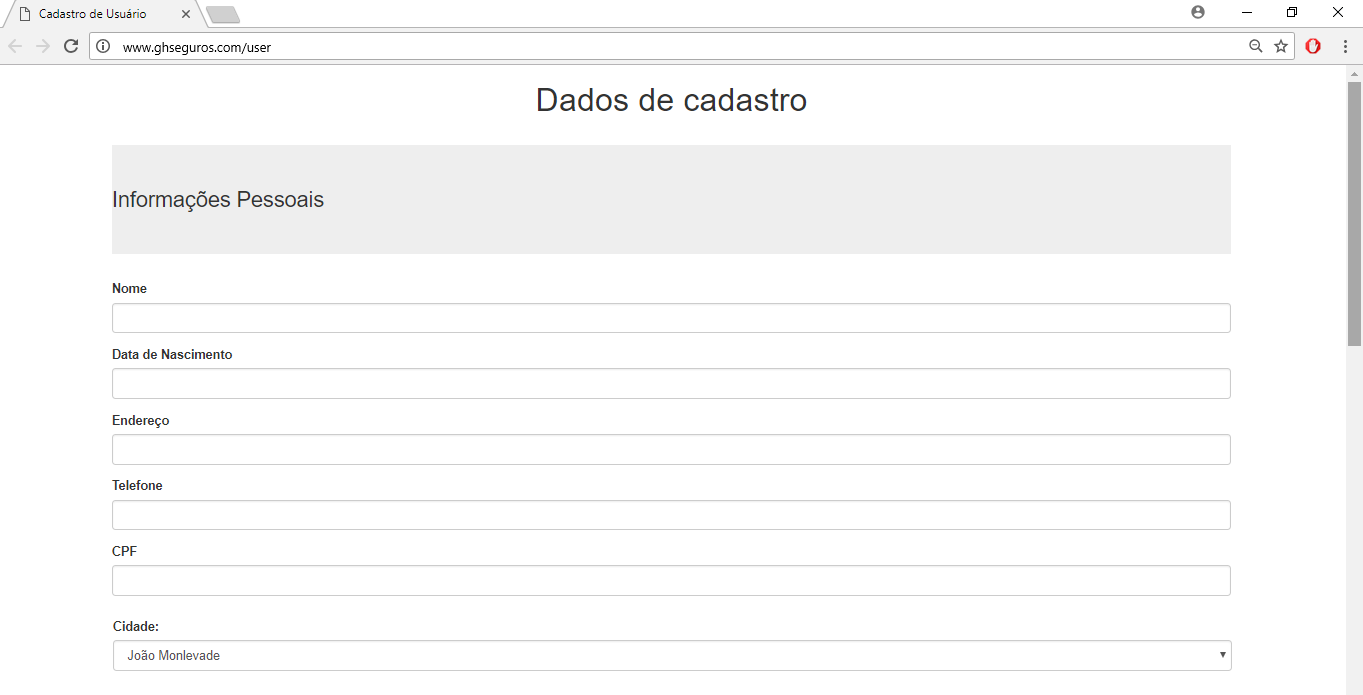 Cadastro de Usuário
www.ghseguros.com/user
Dados de cadastro
Informações Pessoais
Nome
Data de Nascimento
Endereço
Telefone
CPF
Cidade:
João Monlevade